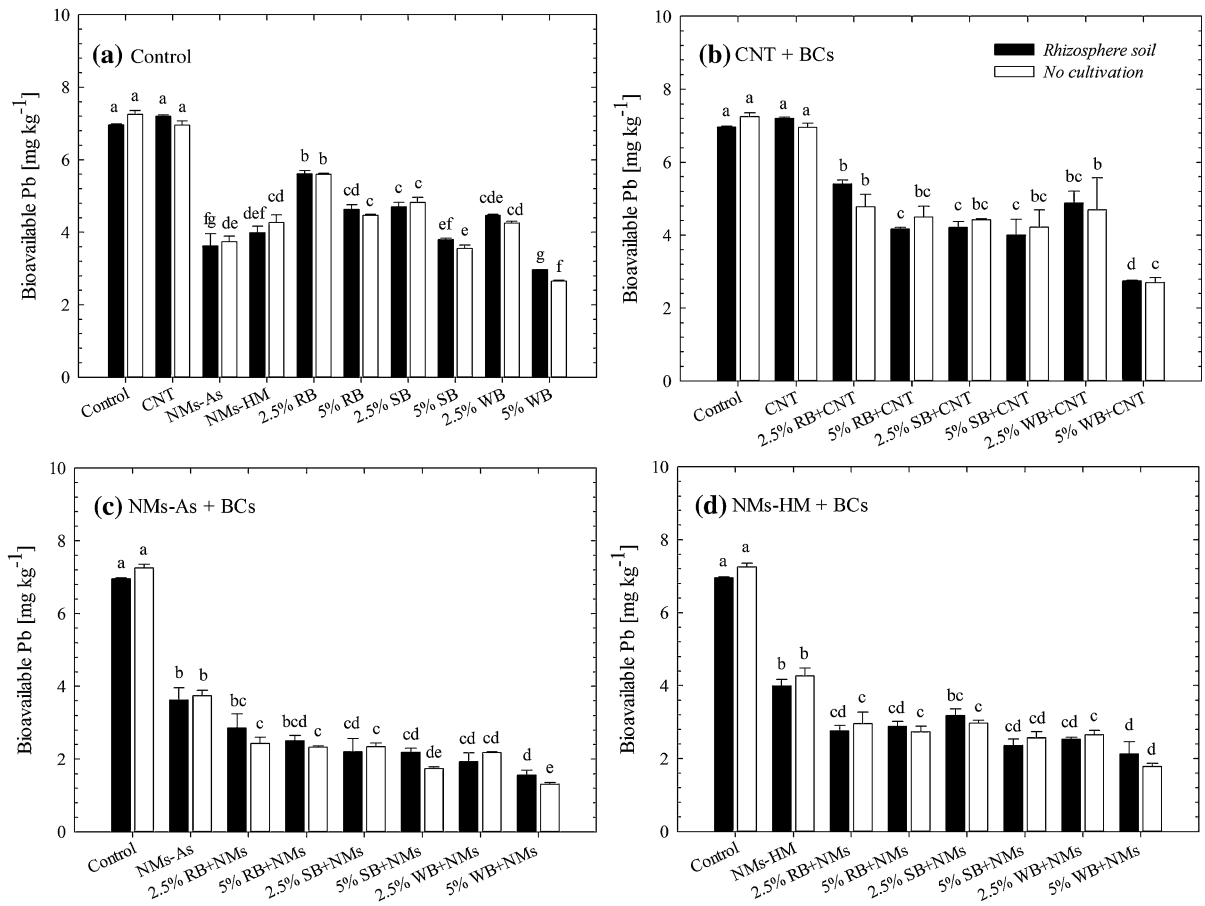 (a) Control
Bioavailable Pb [mg kg-1]
10
8
6
4
2
0
a a a a fg de def cd b b cd c c c ef e cde cd g f
Control CNT NMs-As NMs-HM 2.5% RB 5% RB 2.5% SB 5% SB 2.5% WB 5% WB
(b) CNT + BCs
Rhizosphere soil
No cultivation
Bioavailable Pb [mg kg-1]
10
8
6
4
2
0
a a a a b b c bc c bc c bc bc b d c
Control CNT 2.5% RB+CNT 5% RB+CNT 2.5% SB+CNT 5% SB+CNT 2.5% WB+CNT 5% WB+CNT
(c) NMs-As + BCs
Bioavailable Pb [mg kg-1]
10
8
6
4
2
0
a a b b bc c bcd c cd c cd de cd cd d e
Control NMs-As 2.5% RB+NMs 5% RB+NMs 2.5% SB+NMs 5% SB+NMs 2.5% WB+NMs 5% WB+NMs
(d) NMs-HM + BCs
Bioavailable Pb [mg kg-1]
10
8
6
4
2
0
a a b b cd c cd c bc c cd cd cd c d d
Control NMs-HM 2.5% RB+NMs 5% RB+NMs 2.5% SB+NMs 5% SB+NMs 2.5% WB+NMs 5% WB+NMs